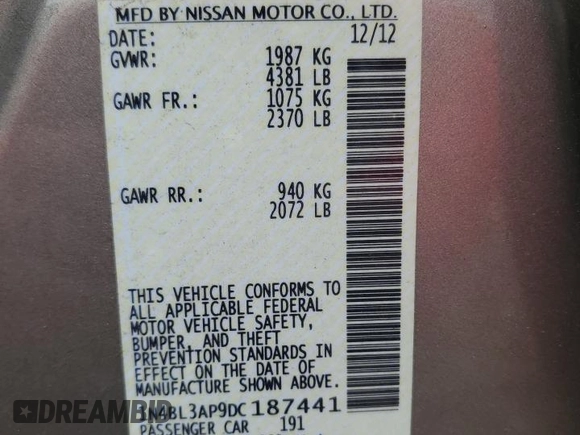 MFD BY NISSAN MOTOR CO., LTD.
DATE: 12/12
GVWR: 1987 KG
4381 LB
GAWR FR.: 1075 KG
2370 LB
GAWR RR.: 940 KG
2072 LB
THIS VEHICLE CONFORMS TO
ALL APPLICABLE FEDERAL
MOTOR VEHICLE SAFETY,
BUMPER, AND THEFT
PREVENTION STANDARDS IN
EFFECT ON THE DATE OF
MANUFACTURE SHOWN ABOVE.
1N4BL3AP9DC187441
PASSENGER CAR 191
©AUTOBIDCAR